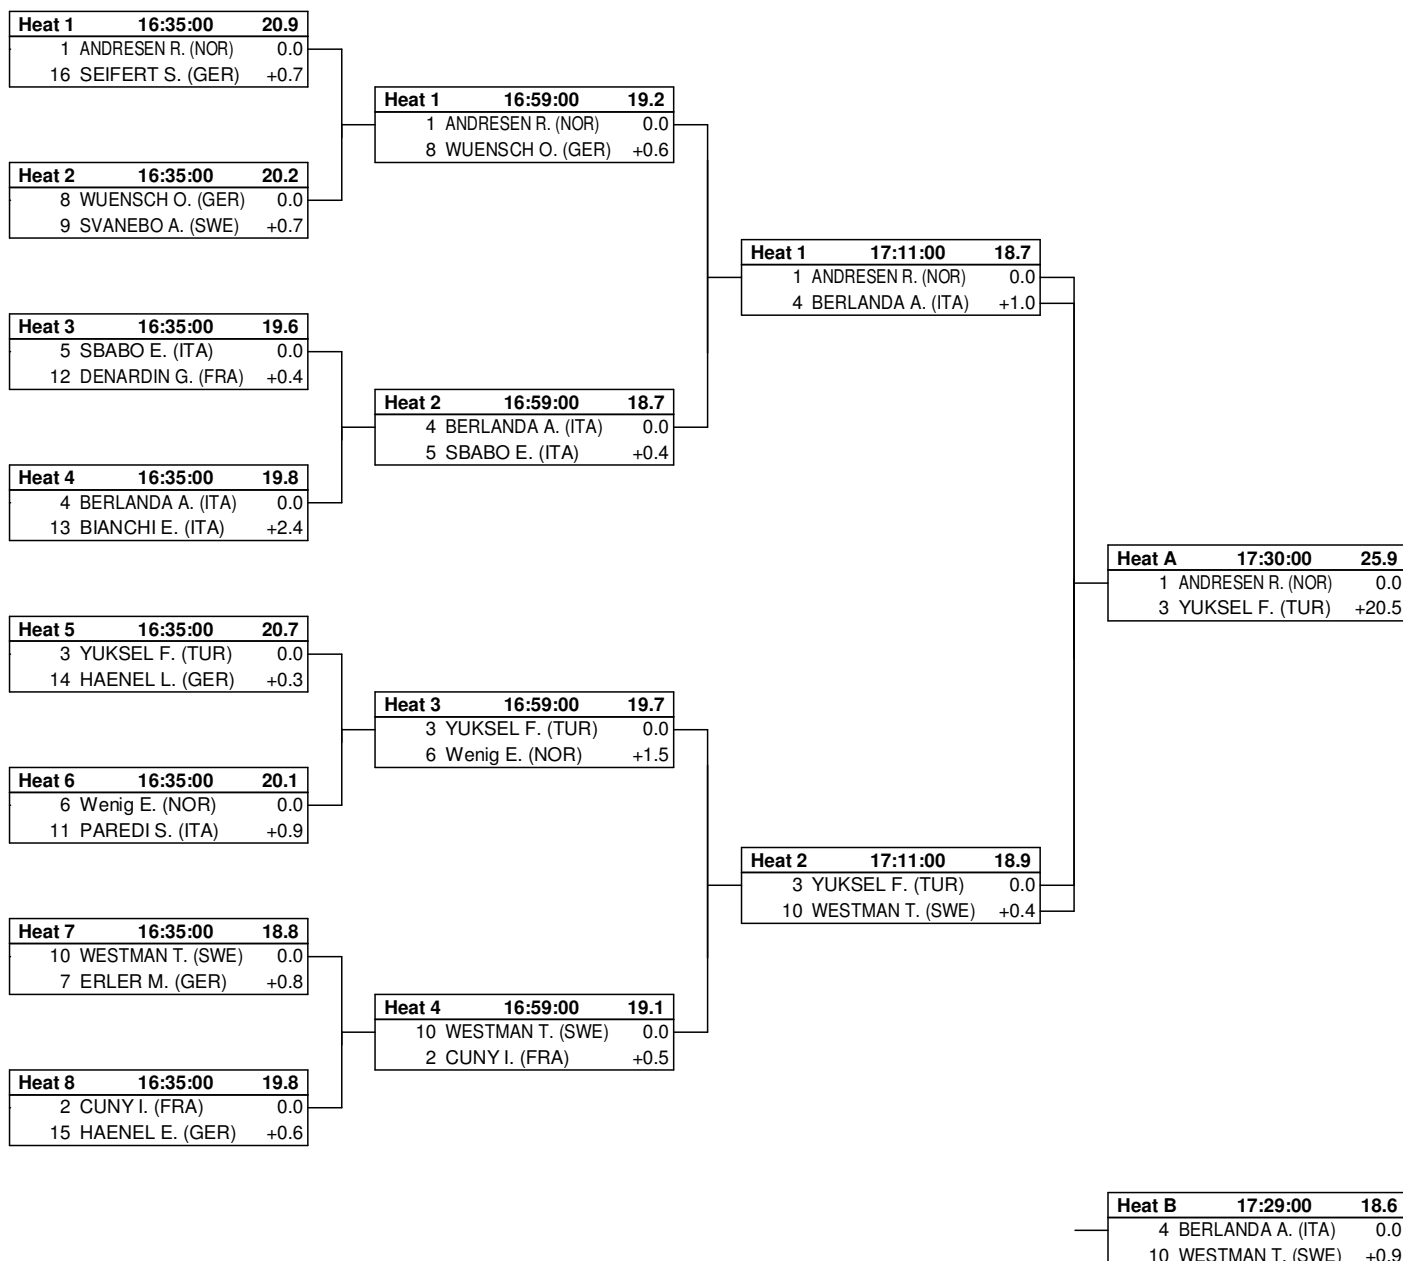 Heat 1 16:35:00 20.9
1 ANDRESEN R. (NOR) 0.0
16 SEIFERT S. (GER) +0.7
Heat 2 16:35:00 20.2
8 WUENSCH O. (GER) 0.0
9 SVANEBO A. (SWE) +0.7
Heat 3 16:35:00 19.6
5 SBABO E. (ITA) 0.0
12 DENARDIN G. (FRA) +0.4
Heat 4 16:35:00 19.8
4 BERLANDA A. (ITA) 0.0
13 BIANCHI E. (ITA) +2.4
Heat 5 16:35:00 20.7
3 YUKSEL F. (TUR) 0.0
14 HAENEL L. (GER) +0.3
Heat 6 16:35:00 20.1
6 Wenig E. (NOR) 0.0
11 PAREDI S. (ITA) +0.9
Heat 7 16:35:00 18.8
10 WESTMAN T. (SWE) 0.0
7 ERLER M. (GER) +0.8
Heat 8 16:35:00 19.8
2 CUNY I. (FRA) 0.0
15 HAENEL E. (GER) +0.6
Heat 1 16:59:00 19.2
1 ANDRESEN R. (NOR) 0.0
8 WUENSCH O. (GER) +0.6
Heat 2 16:59:00 18.7
4 BERLANDA A. (ITA) 0.0
5 SBABO E. (ITA) +0.4
Heat 3 16:59:00 19.7
3 YUKSEL F. (TUR) 0.0
6 Wenig E. (NOR) +1.5
Heat 4 16:59:00 19.1
10 WESTMAN T. (SWE) 0.0
2 CUNY I. (FRA) +0.5
Heat 1 17:11:00 18.7
1 ANDRESEN R. (NOR) 0.0
4 BERLANDA A. (ITA) +1.0
Heat 2 17:11:00 18.9
3 YUKSEL F. (TUR) 0.0
10 WESTMAN T. (SWE) +0.4
Heat A 17:30:00 25.9
1 ANDRESEN R. (NOR) 0.0
3 YUKSEL F. (TUR) +20.5
Heat B 17:29:00 18.6
4 BERLANDA A. (ITA) 0.0
10 WESTMAN T. (SWE) +0.9